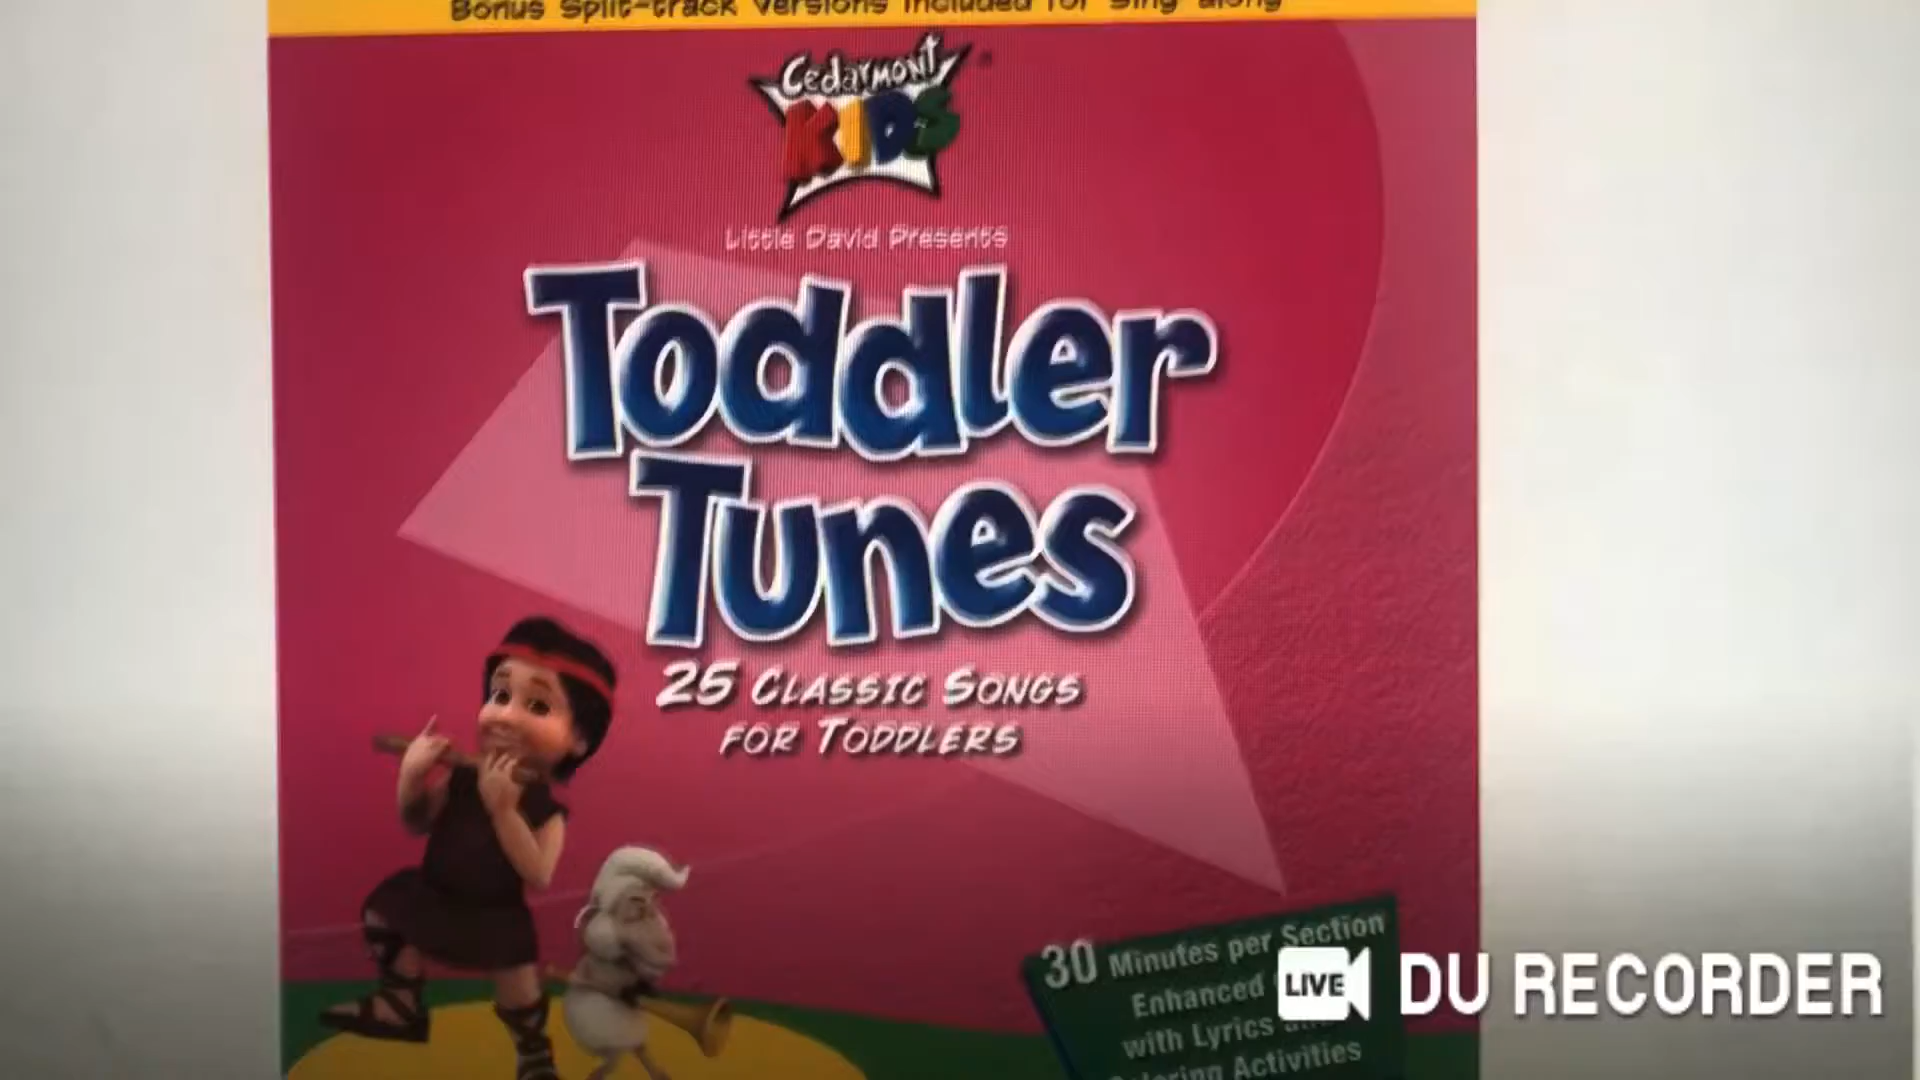 Bonus Split-track Versions Included for Sing along
Cedarmont
KIDS
Little David Presents
Toddler
Tunes
25 CLASSIC SONGS
FOR TODDLERS
30 Minutes per Section
Enhanced
with Lyrics
Activities
LIVE
DU RECORDER